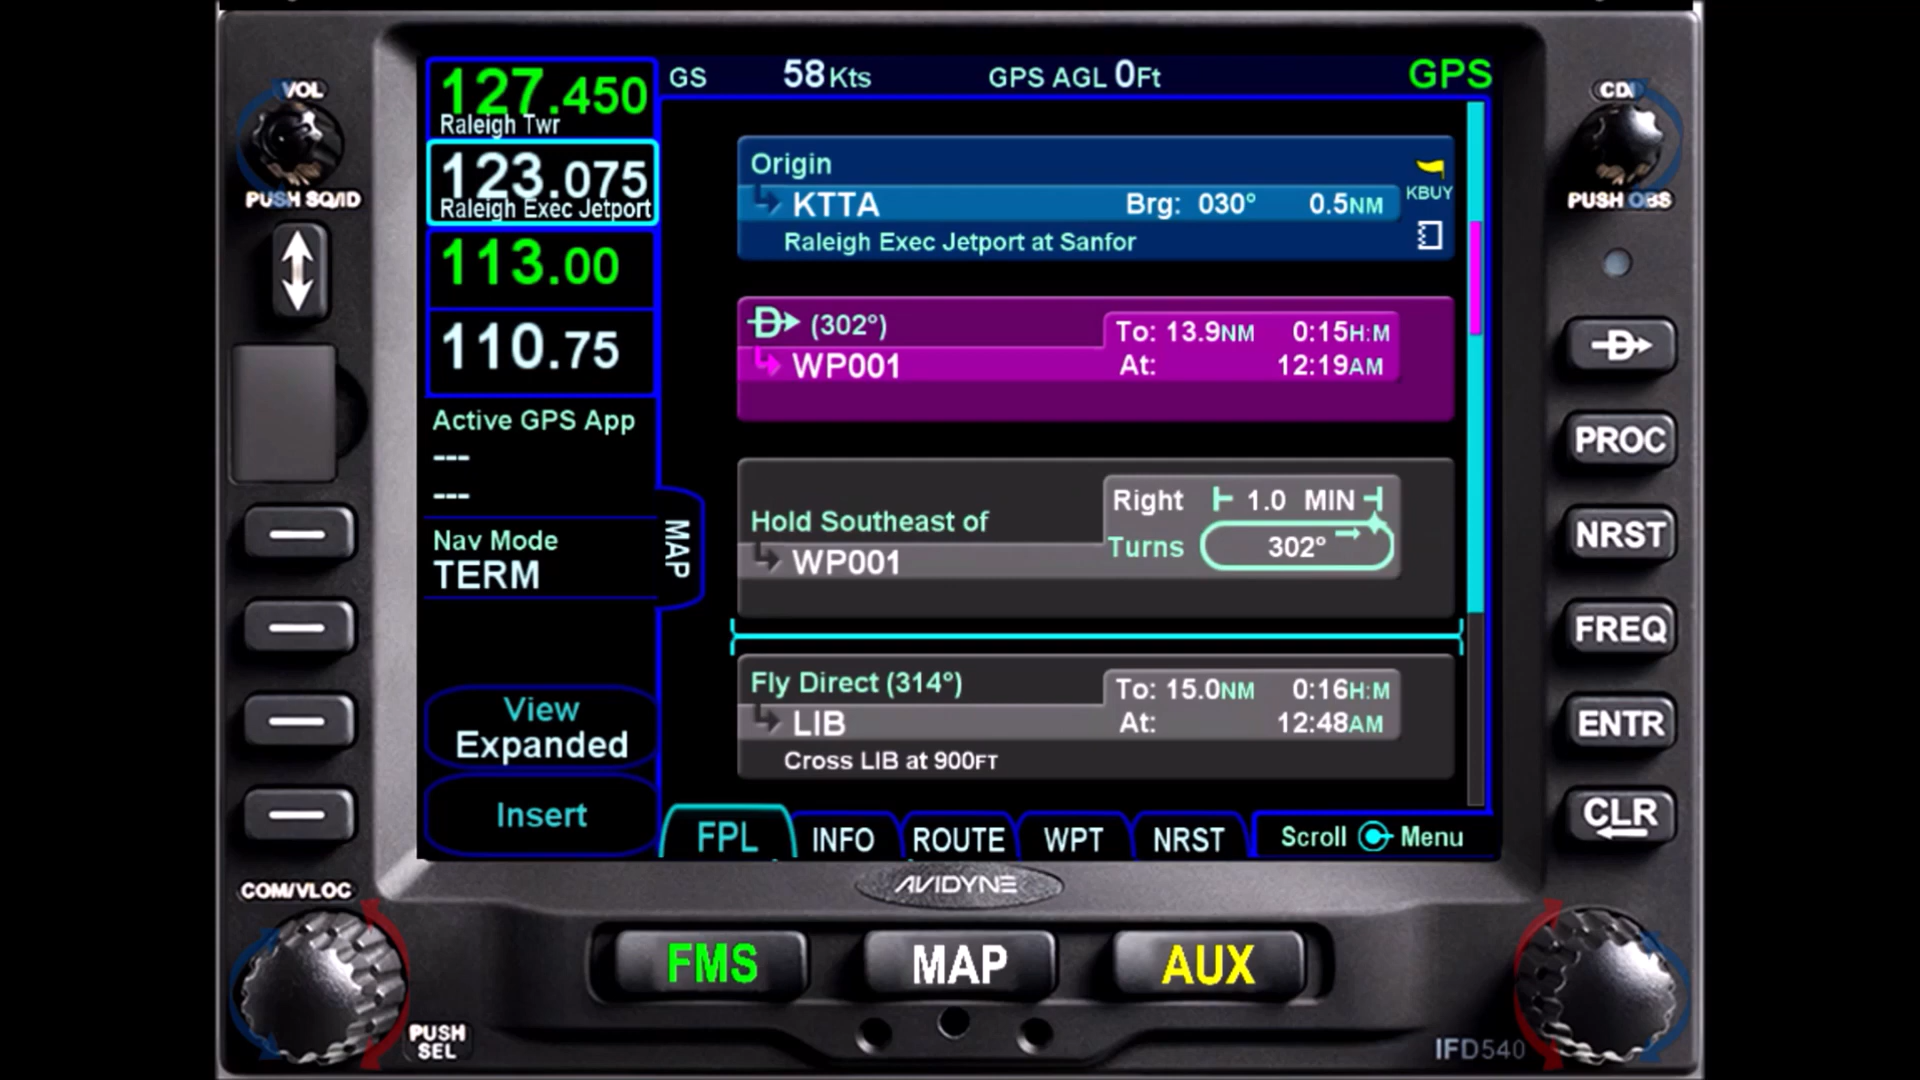 VOL
PUSH SQ/ID
127.450
Raleigh Twr
123.075
Raleigh Exec Jetport
113.00
110.75
Active GPS App
---
---
Nav Mode
TERM
View
Expanded
Insert
GS 58Kts GPS AGL 0Ft GPS
Origin
KTTA Brg: 030° 0.5NM
Raleigh Exec Jetport at Sanfor
KBUY
D (302°)
To: 13.9NM 0:15H:M
WP001
At: 12:19AM
MAP
Right 1.0 MIN
Hold Southeast of
Turns 302°
WP001
Fly Direct (314°)
To: 15.0NM 0:16H:M
LIB
At: 12:48AM
Cross LIB at 900FT
FPL INFO ROUTE WPT NRST Scroll Menu
CDI
PUSH OBS
D
PROC
NRST
FREQ
ENTR
CLR
AVIDYNE
COM/VLOC
PUSH
SEL
FMS MAP AUX
IFD540